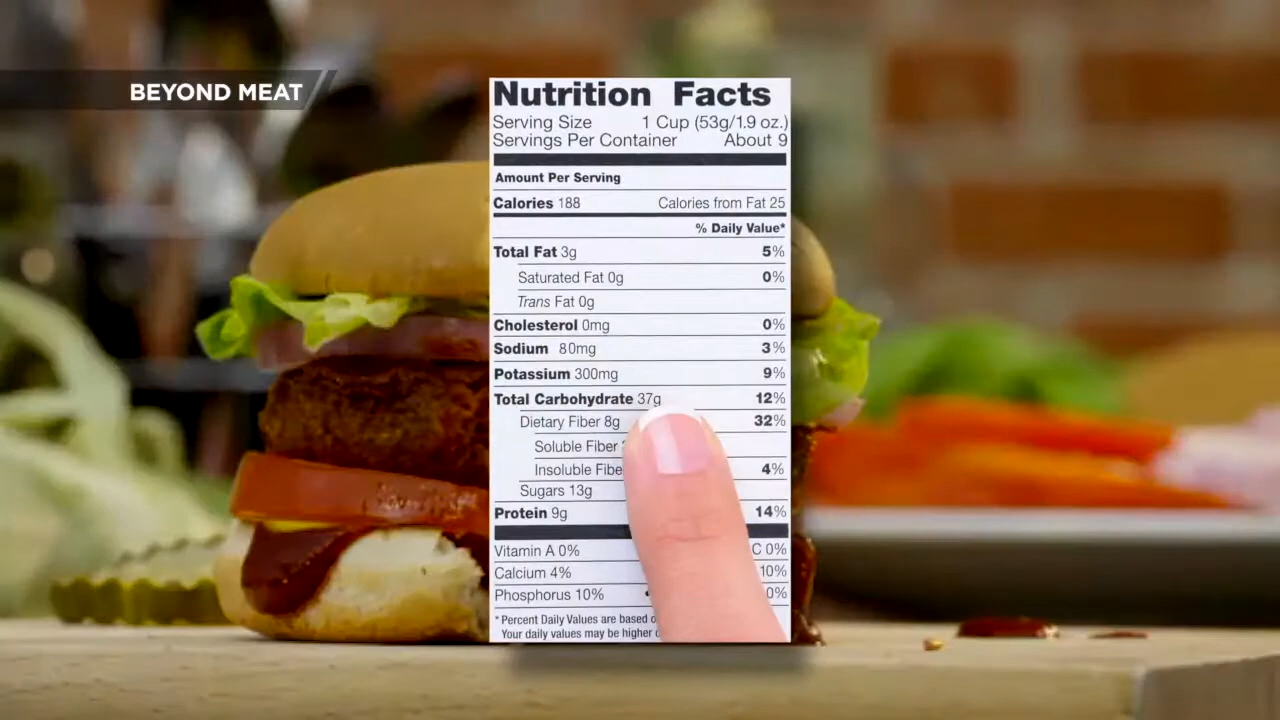 BEYOND MEAT
Nutrition Facts
Serving Size 1 Cup (53g/1.9 oz.)
Servings Per Container About 9
Amount Per Serving
Calories 188 Calories from Fat 25
% Daily Value*
Total Fat 3g 5%
Saturated Fat 0g 0%
Trans Fat 0g
Cholesterol 0mg 0%
Sodium 80mg 3%
Potassium 300mg 9%
Total Carbohydrate 37g 12%
Dietary Fiber 8g 32%
Soluble Fiber
Insoluble 4%
Sugars 13g
Protein 9g 14%
Vitamin A 0% C 0%
Calcium 4% 10%
Phosphorus 10%
* Percent Daily Values are based
Your daily values may be higher